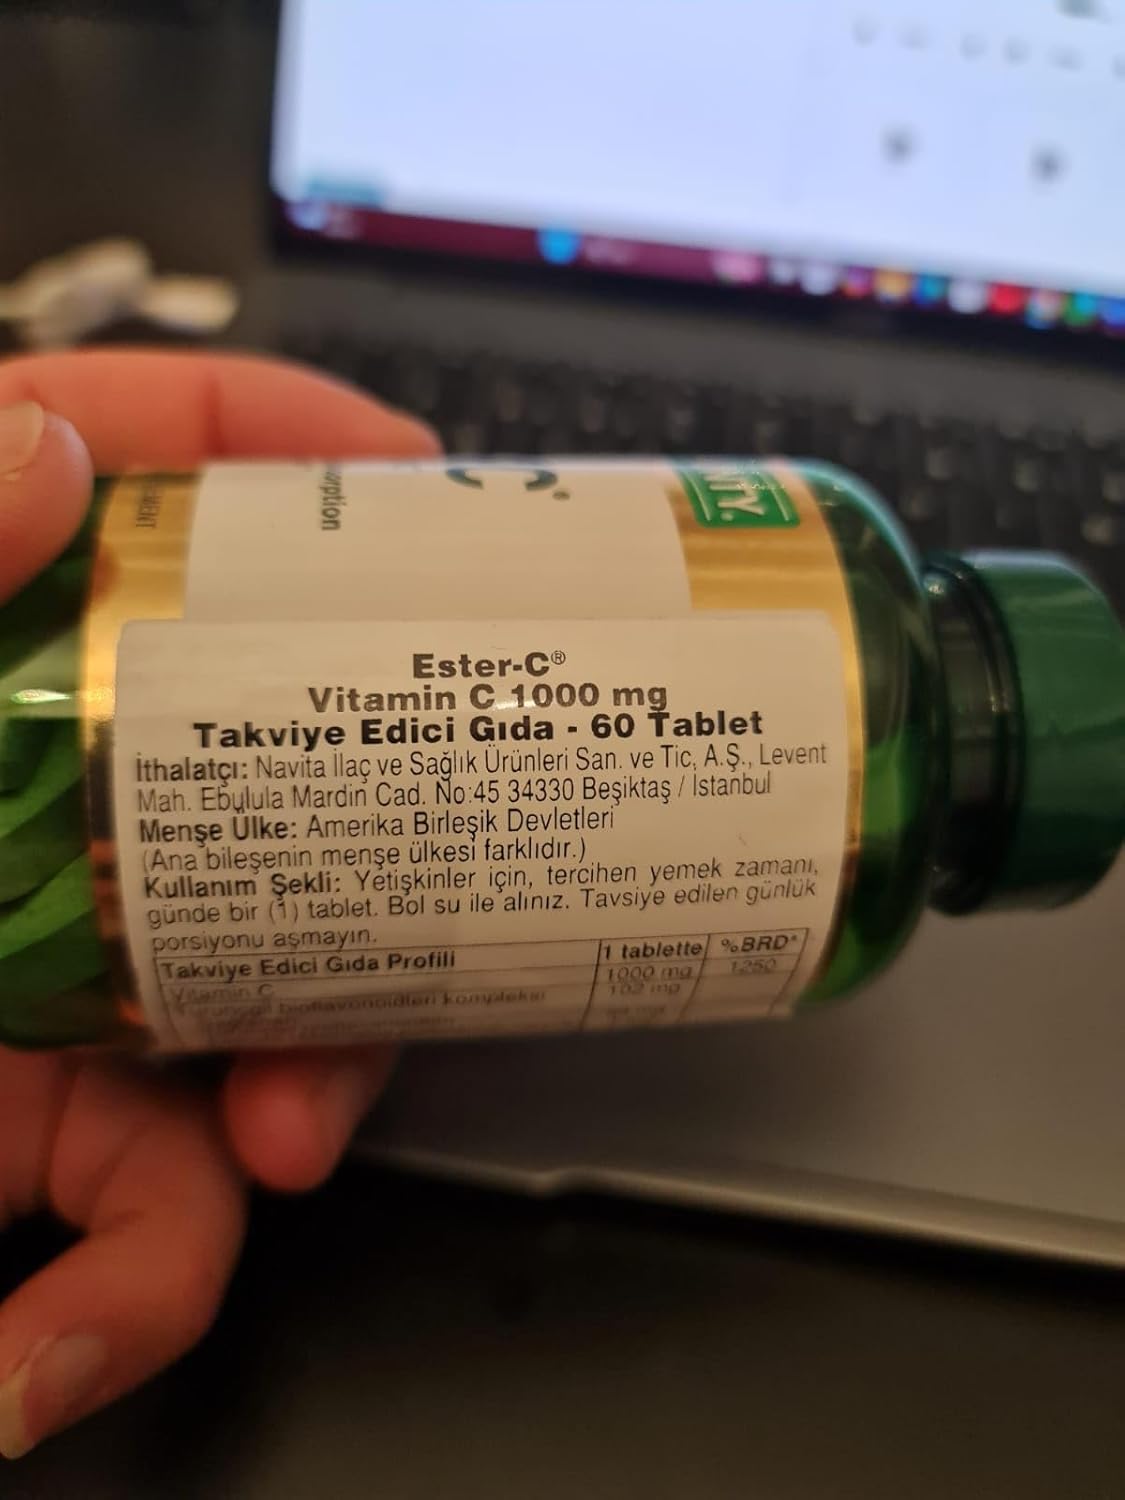 Ester-C®
Vitamin C 1000 mg
Takviye Edici Gıda - 60 Tablet
İthalatçı: Navita İlaç ve Sağlık Ürünleri San. ve Tic, A.Ş., Levent
Mah. Ebulula Mardin Cad. No:45 34330 Beşiktaş / İstanbul
Menşe Ülke: Amerika Birleşik Devletleri
(Ana bileşenin menşe ülkesi farklıdır.)
Kullanım Şekli: Yetişkinler için, tercihen yemek zamanı,
günde bir (1) tablet. Bol su ile alınız. Tavsiye edilen günlük
porsiyonu aşmayın.
Takviye Edici Gıda Profili 1 tablette %BRD*
Vitamin C 1000 mg 1250